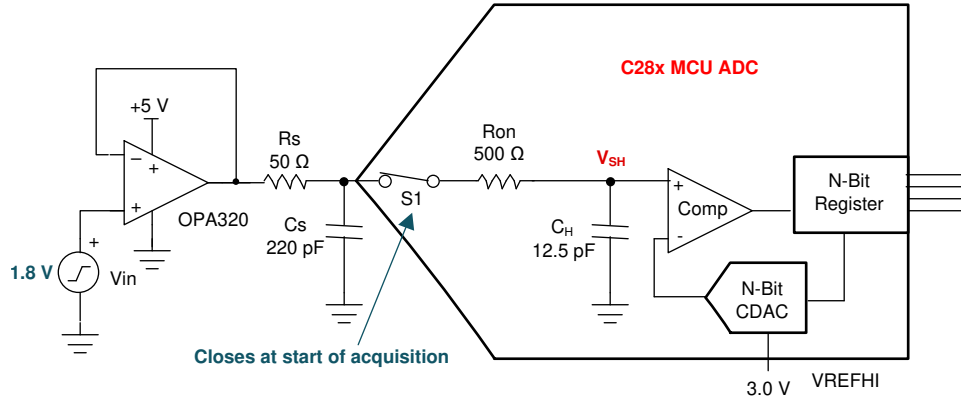 C28x MCU ADC
+5 V
Rs
50 Ω
Ron
500 Ω
VSH
−
+
+
OPA320
S1
Cs
220 pF
CH
12.5 pF
+
Comp
-
N-Bit
Register
+
1.8 V
Vin
N-Bit
CDAC
Closes at start of acquisition
3.0 V
VREFHI